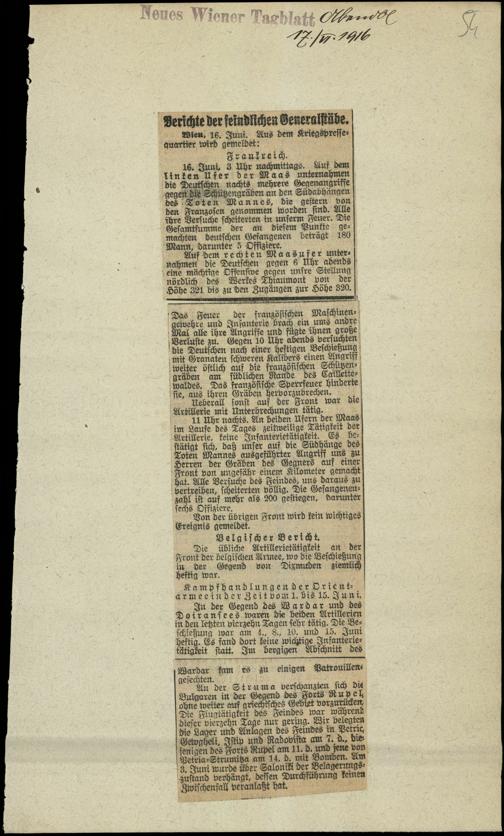 Neues Wiener Tagblatt Abendbl
17./VI. 1916
54
Berichte der feindlichen Generalstäbe.
Wien, 16. Juni. Aus dem Kriegspresse-
quartier wird gemeldet:
Frankreich.
16. Juni, 3 Uhr nachmittags. Auf dem
linken Ufer der Maas unternahmen
die Deutschen nachts mehrere Gegenangriffe
gegen die Schützengräben an den Südabhängen
des Toten Mannes, die gestern von
den Franzosen genommen worden sind. Alle
ihre Versuche scheiterten in unserm Feuer. Die
Gesamtsumme der an diesem Punkte ge-
machten deutschen Gefangenen beträgt 180
Mann, darunter 5 Offiziere.
Auf dem rechten Maasufer unter-
nahmen die Deutschen gegen 6 Uhr abends
eine mächtige Offensive gegen unsre Stellung
nördlich des Werkes Thiaumont von der
Höhe 321 bis zu den Zugängen zur Höhe 320.
Das Feuer der französischen Maschinen-
gewehre und Infanterie brach ein ums andre
Mal alle ihre Angriffe und fügte ihnen große
Verluste zu. Gegen 10 Uhr abends versuchten
die Deutschen nach einer heftigen Beschießung
mit Granaten schweren Kalibers einen Angriff
weiter östlich auf die französischen Schützen-
gräben am südlichen Rande des Caillette-
waldes. Das französische Sperrfeuer hinderte
sie, aus ihren Gräben hervorzubrechen.
Ueberall sonst auf der Front war die
Artillerie mit Unterbrechungen tätig.
11 Uhr nachts. An beiden Ufern der Maas
im Laufe des Tages zeitweilige Tätigkeit der
Artillerie, keine Infanterietätigkeit. Es be-
stätigt sich, daß unser auf die Südhänge des
Toten Mannes ausgeführter Angriff uns zu
Herren der Gräben des Gegners auf einer
Front von ungefähr einem Kilometer gemacht
hat. Alle Versuche des Feindes, uns daraus zu
vertreiben, scheiterten völlig. Die Gefangenen-
zahl ist auf mehr als 200 gestiegen, darunter
sechs Offiziere.
Von der übrigen Front wird kein wichtiges
Ereignis gemeldet.
Belgischer Bericht.
Die übliche Artillerietätigkeit an der
Front der belgischen Armee, wo die Beschießung
in der Gegend von Dixmuden ziemlich
heftig war.
Kampfhandlungen der Orient-
armee in der Zeit vom 1. bis 15. Juni.
In der Gegend des Wardar und des
Doiransees waren die beiden Artillerien
in den letzten vierzehn Tagen sehr tätig. Die Be-
schießung war am 4., 8., 10. und 15. Juni
heftig. Es fand dort keine wichtige Infanterie-
tätigkeit statt. Im bergigen Abschnitt des
Wardar kam es zu einigen Patrouillen-
gefechten.
An der Struma verschanzten sich die
Bulgaren in der Gegend des Forts Rupel,
ohne weiter auf griechisches Gebiet vorzurücken.
Die Flugtätigkeit des Feindes war während
dieser vierzehn Tage nur gering. Wir belegten
die Lager und Anlagen des Feindes in Petric,
Gewgheli, Istip und Radovista am 7. d., die-
jenigen des Forts Rupel am 11. d. und jene von
Petria-Strumitza am 14. d. mit Bomben. Am
3. Juni wurde über Saloniki der Belagerungs-
zustand verhängt, dessen Durchführung keinen
Zwischenfall veranlaßt hat.